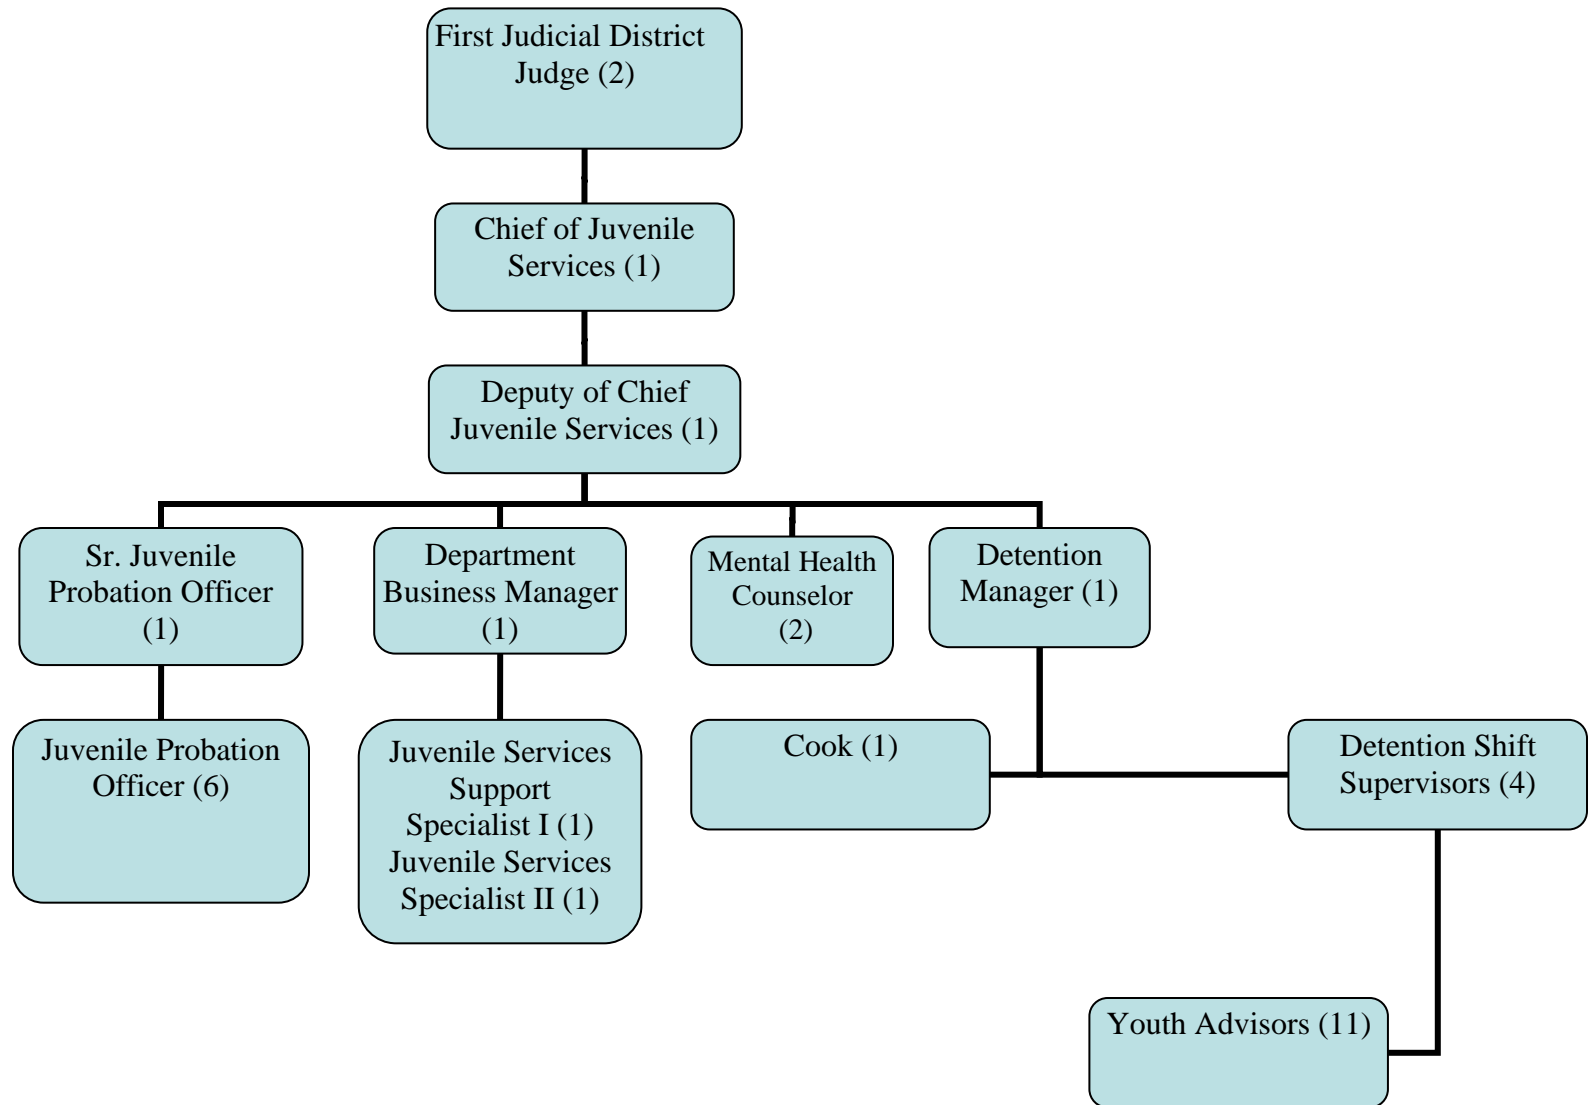 First Judicial District
Judge (2)
Chief of Juvenile
Services (1)
Deputy of Chief
Juvenile Services (1)
Sr. Juvenile
Probation Officer
(1)
Department
Business Manager
(1)
Mental Health
Counselor
(2)
Detention
Manager (1)
Juvenile Probation
Officer (6)
Juvenile Services
Support
Specialist I (1)
Juvenile Services
Specialist II (1)
Cook (1)
Detention Shift
Supervisors (4)
Youth Advisors (11)